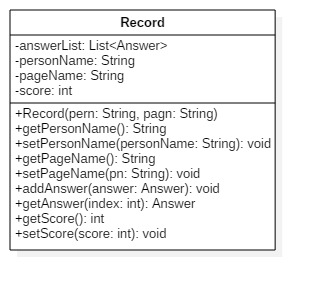 Record
-answerList: List<Answer>
-personName: String
-pageName: String
-score: int
+Record(pern: String, pagn: String)
+getPersonName(): String
+setPersonName(personName: String): void
+getPageName(): String
+setPageName(pn: String): void
+addAnswer(answer: Answer): void
+getAnswer(index: int): Answer
+getScore(): int
+setScore(score: int): void